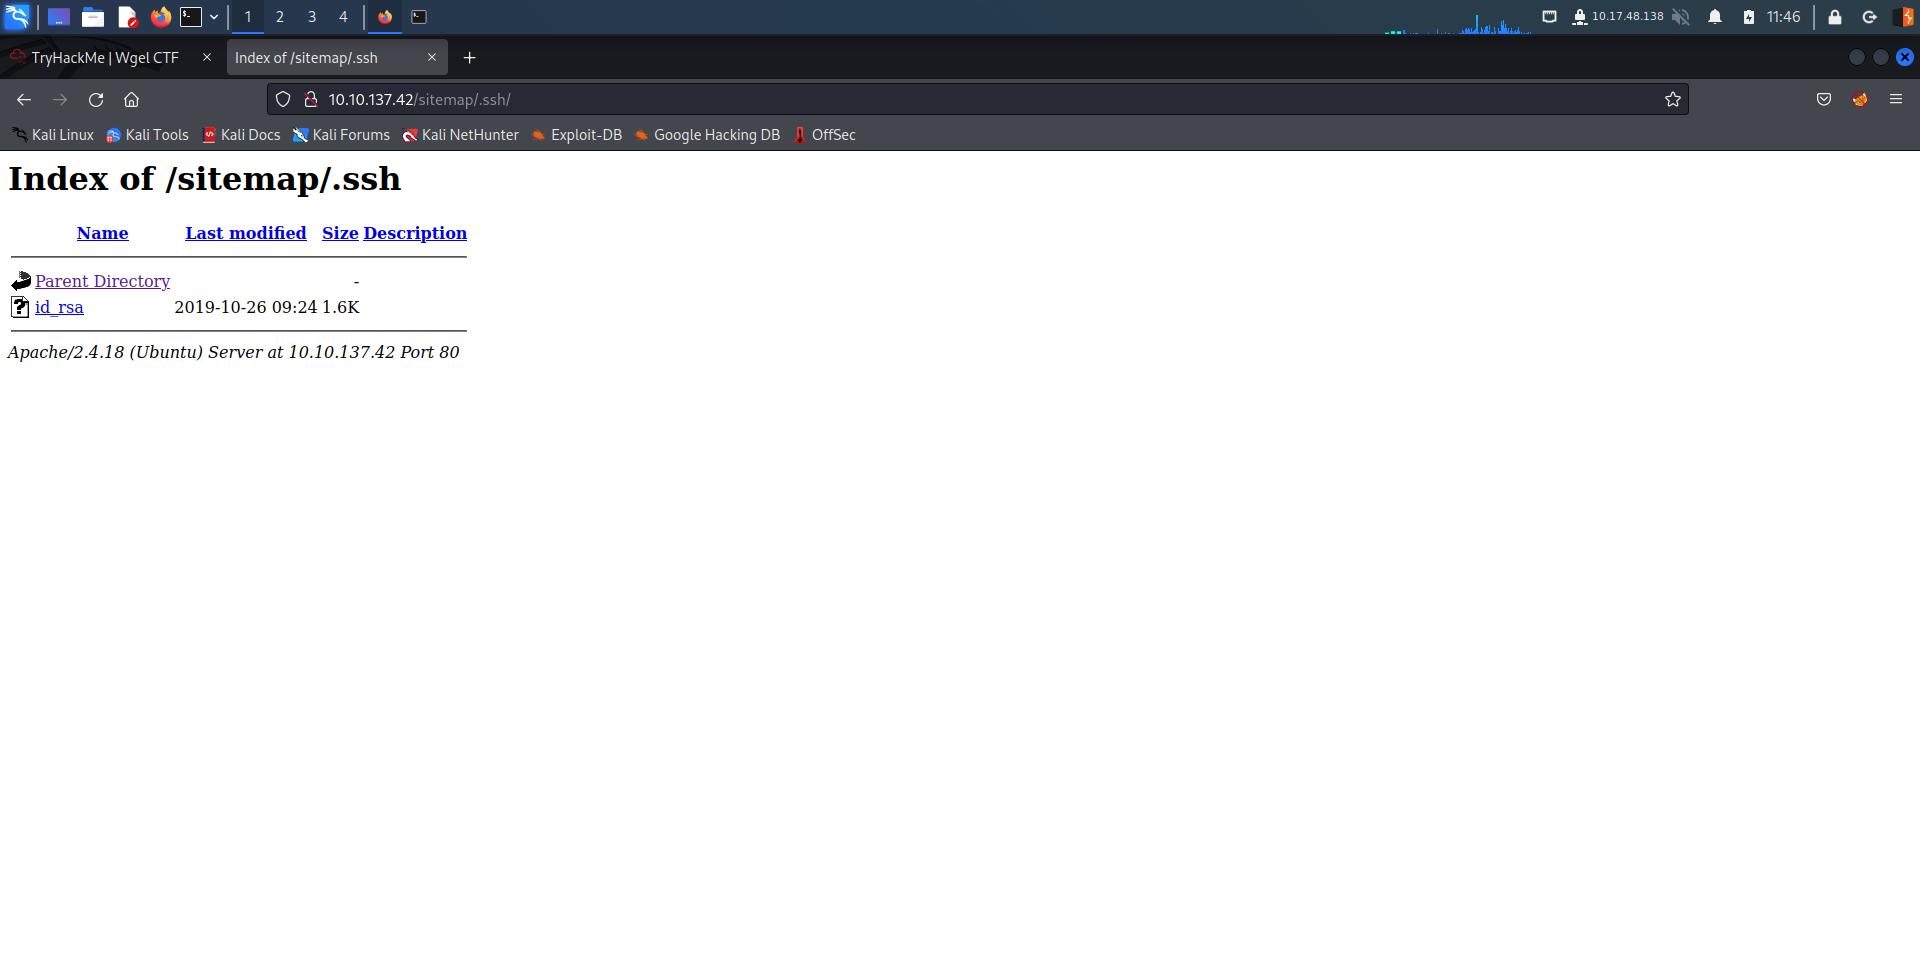 1 2 3 4 10.17.48.138 11:46
TryHackMe | Wgel CTF Index of /sitemap/.ssh
10.10.137.42/sitemap/.ssh/
Kali Linux Kali Tools Kali Docs Kali Forums Kali NetHunter Exploit-DB Google Hacking DB OffSec
Index of /sitemap/.ssh
Name Last modified Size Description
Parent Directory -
id_rsa 2019-10-26 09:24 1.6K
Apache/2.4.18 (Ubuntu) Server at 10.10.137.42 Port 80